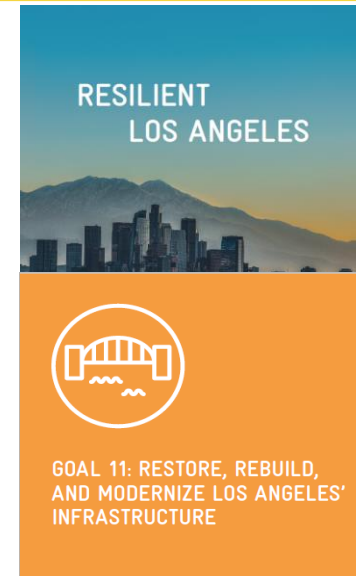 RESILIENT
LOS ANGELES
GOAL 11: RESTORE, REBUILD,
AND MODERNIZE LOS ANGELES'
INFRASTRUCTURE